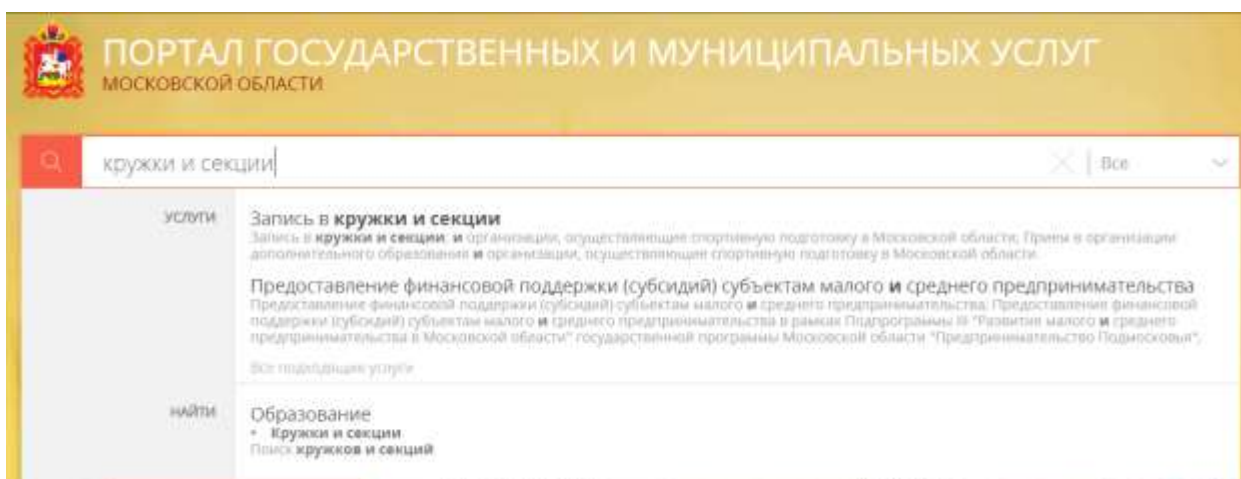 ПОРТАЛ ГОСУДАРСТВЕННЫХ И МУНИЦИПАЛЬНЫХ УСЛУГ
МОСКОВСКОЙ ОБЛАСТИ
кружки и секции
Все
УСЛУГИ
Запись в кружки и секции
Запись в кружки и секции и организации, осуществляющие спортивную подготовку в Московской области; Прием в организации
дополнительного образования и организации, осуществляющие спортивную подготовку в Московской области.
Предоставление финансовой поддержки (субсидий) субъектам малого и среднего предпринимательства
Предоставление финансовой поддержки (субсидий) субъектам малого и среднего предпринимательства; Предоставление финансовой
поддержки (субсидий) субъектам малого и среднего предпринимательства в рамках Подпрограммы III "Развитие малого и среднего
предпринимательства в Московской области" государственной программы Московской области "Предпринимательство Подмосковья",
Все подходящие услуги
НАЙТИ
Образование
• Кружки и секции
Поиск кружков и секций